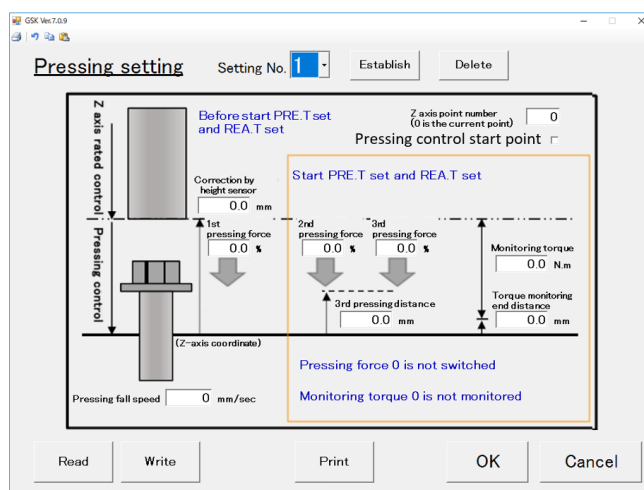 GSK Ver.7.0.9
Pressing setting
Setting No. 1
Establish
Delete
Z axis rated control
Pressing control
Before start PRE.T set
and REA.T set
Z axis point number
(0 is the current point)
0
Pressing control start point
Correction by
height sensor
0.0 mm
Start PRE.T set and REA.T set
1st
pressing force
0.0 %
2nd
pressing force
0.0 %
3rd
pressing force
0.0 %
Monitoring torque
0.0 N.m
3rd pressing distance
0.0 mm
Torque monitoring
end distance
0.0 mm
(Z-axis coordinate)
Pressing force 0 is not switched
Monitoring torque 0 is not monitored
Pressing fall speed 0 mm/sec
Read
Write
Print
OK
Cancel